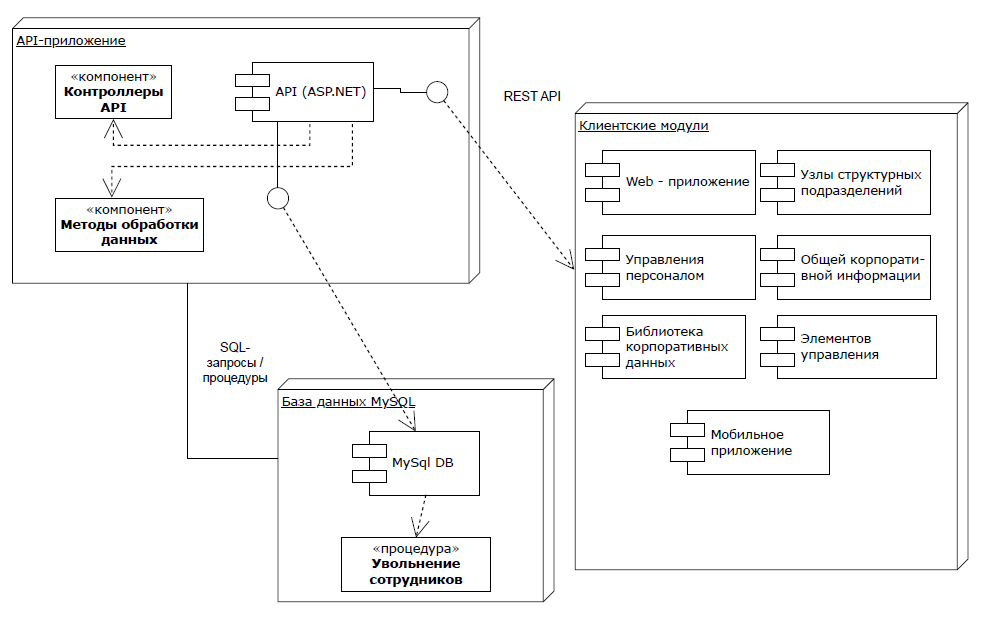 API-приложение
«компонент»
Контроллеры
API
API (ASP.NET)
«компонент»
Методы обработки
данных
REST API
Клиентские модули
Web - приложение
Узлы структурных
подразделений
Управления
персоналом
Общей корпорати-
вной информации
Библиотека
корпоративных
данных
Элементов
управления
Мобильное
приложение
SQL-
запросы /
процедуры
База данных MySQL
MySql DB
«процедура»
Увольнение
сотрудников